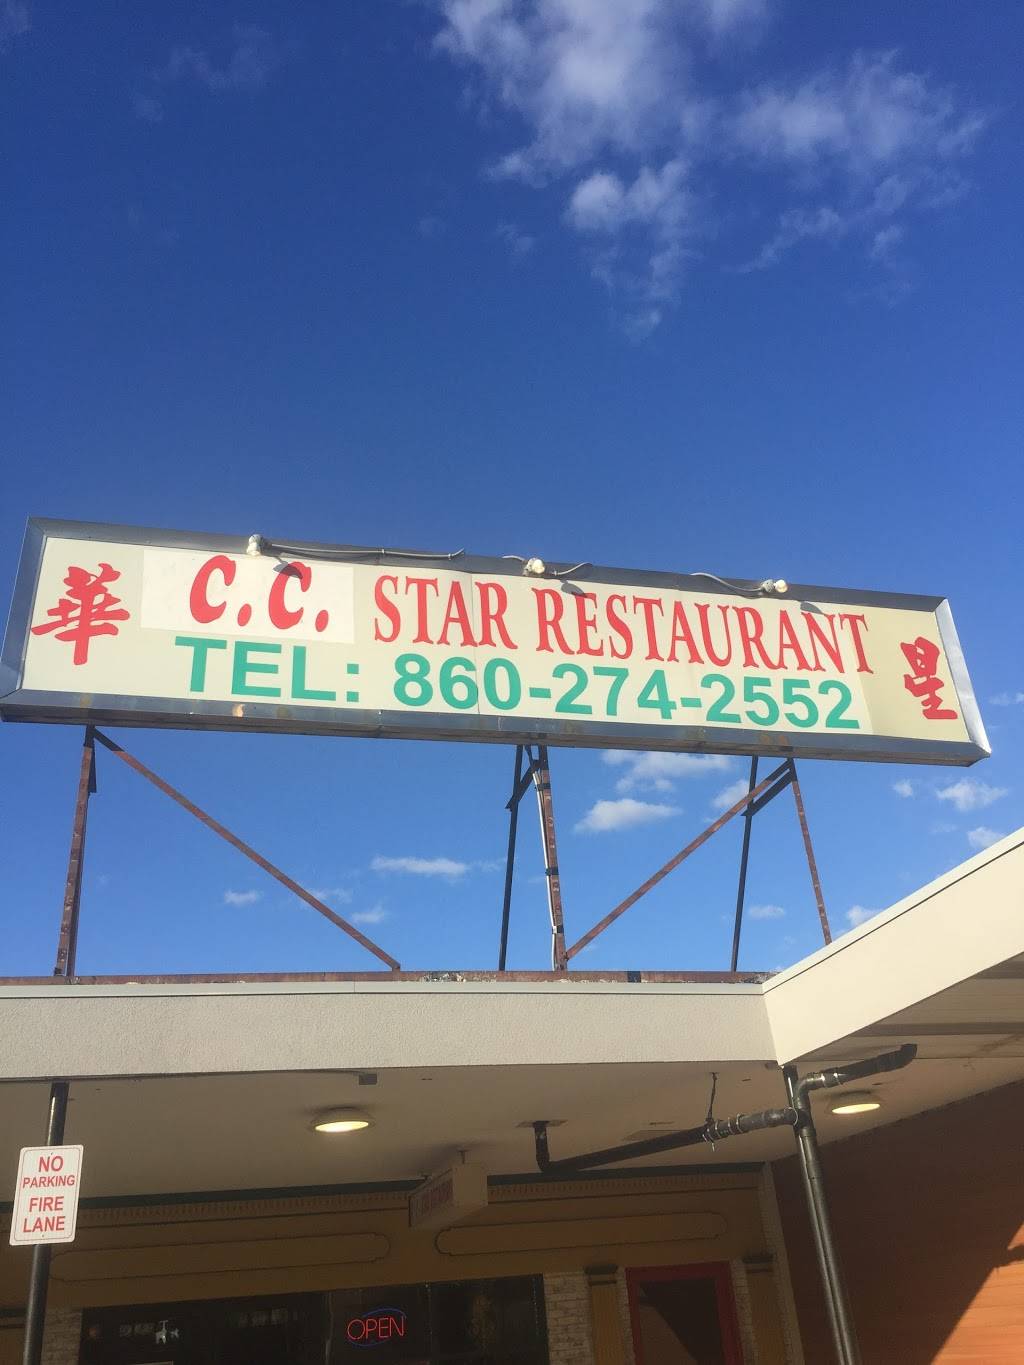 華 C.C. STAR RESTAURANT 星
TEL: 860-274-2552
NO
PARKING
FIRE
LANE
OPEN